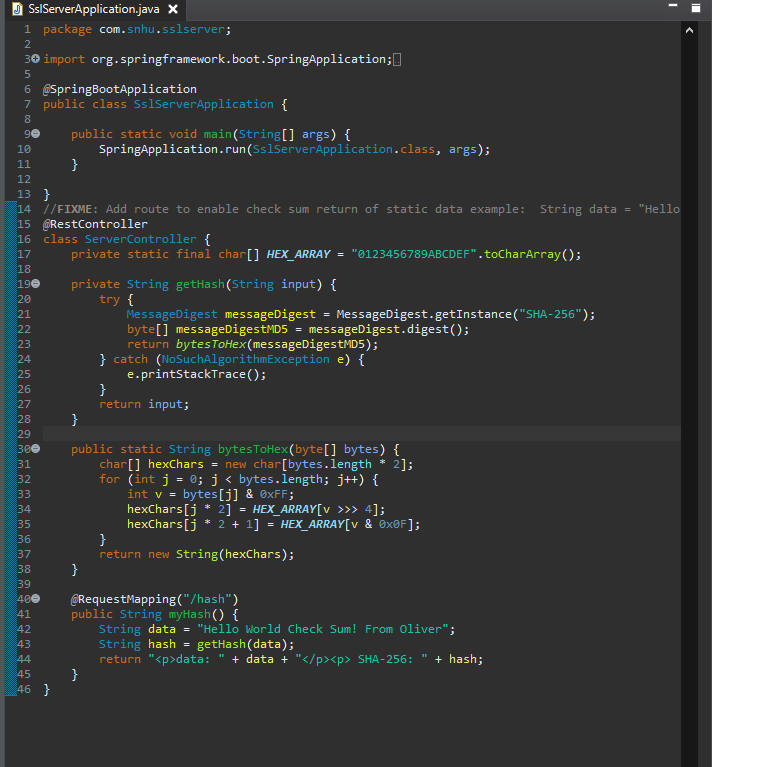 SslServerApplication.java
1 package com.snhu.sslserver;
2
3 import org.springframework.boot.SpringApplication;
5
6 @SpringBootApplication
7 public class SslServerApplication {
8
9 public static void main(String[] args) {
10 SpringApplication.run(SslServerApplication.class, args);
11 }
12
13 }
14 //FIXME: Add route to enable check sum return of static data example:  String data = "Hello
15 @RestController
16 class ServerController {
17 private static final char[] HEX_ARRAY = "0123456789ABCDEF".toCharArray();
18
19 private String getHash(String input) {
20 try {
21 MessageDigest messageDigest = MessageDigest.getInstance("SHA-256");
22 byte[] messageDigestMD5 = messageDigest.digest();
23 return bytesToHex(messageDigestMD5);
24 } catch (NoSuchAlgorithmException e) {
25 e.printStackTrace();
26 }
27 return input;
28 }
29
30 public static String bytesToHex(byte[] bytes) {
31 char[] hexChars = new char[bytes.length * 2];
32 for (int j = 0; j < bytes.length; j++) {
33 int v = bytes[j] & 0xFF;
34 hexChars[j * 2] = HEX_ARRAY[v >>> 4];
35 hexChars[j * 2 + 1] = HEX_ARRAY[v & 0x0F];
36 }
37 return new String(hexChars);
38 }
39
40 @RequestMapping("/hash")
41 public String myHash() {
42 String data = "Hello World Check Sum! From Oliver";
43 String hash = getHash(data);
44 return "<p>data: " + data + "</p><p> SHA-256: " + hash;
45 }
46 }